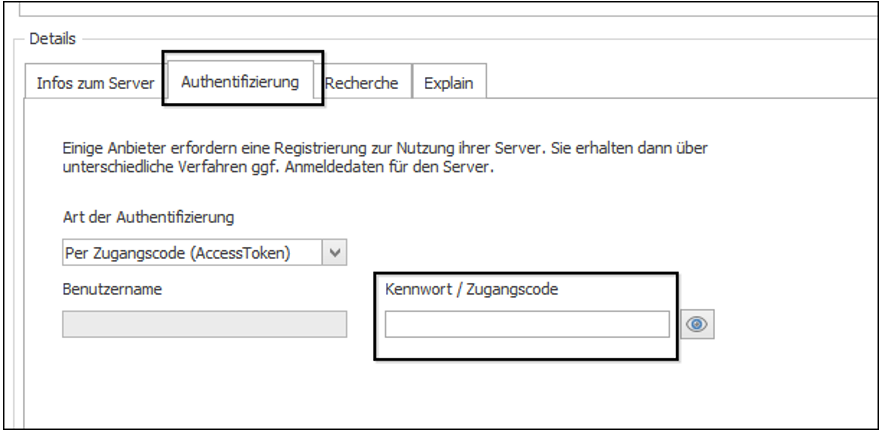 Details
Infos zum Server
Authentifizierung
Recherche
Explain
Einige Anbieter erfordern eine Registrierung zur Nutzung ihrer Server. Sie erhalten dann über
unterschiedliche Verfahren ggf. Anmeldedaten für den Server.
Art der Authentifizierung
Per Zugangscode (AccessToken)
Benutzername
Kennwort / Zugangscode